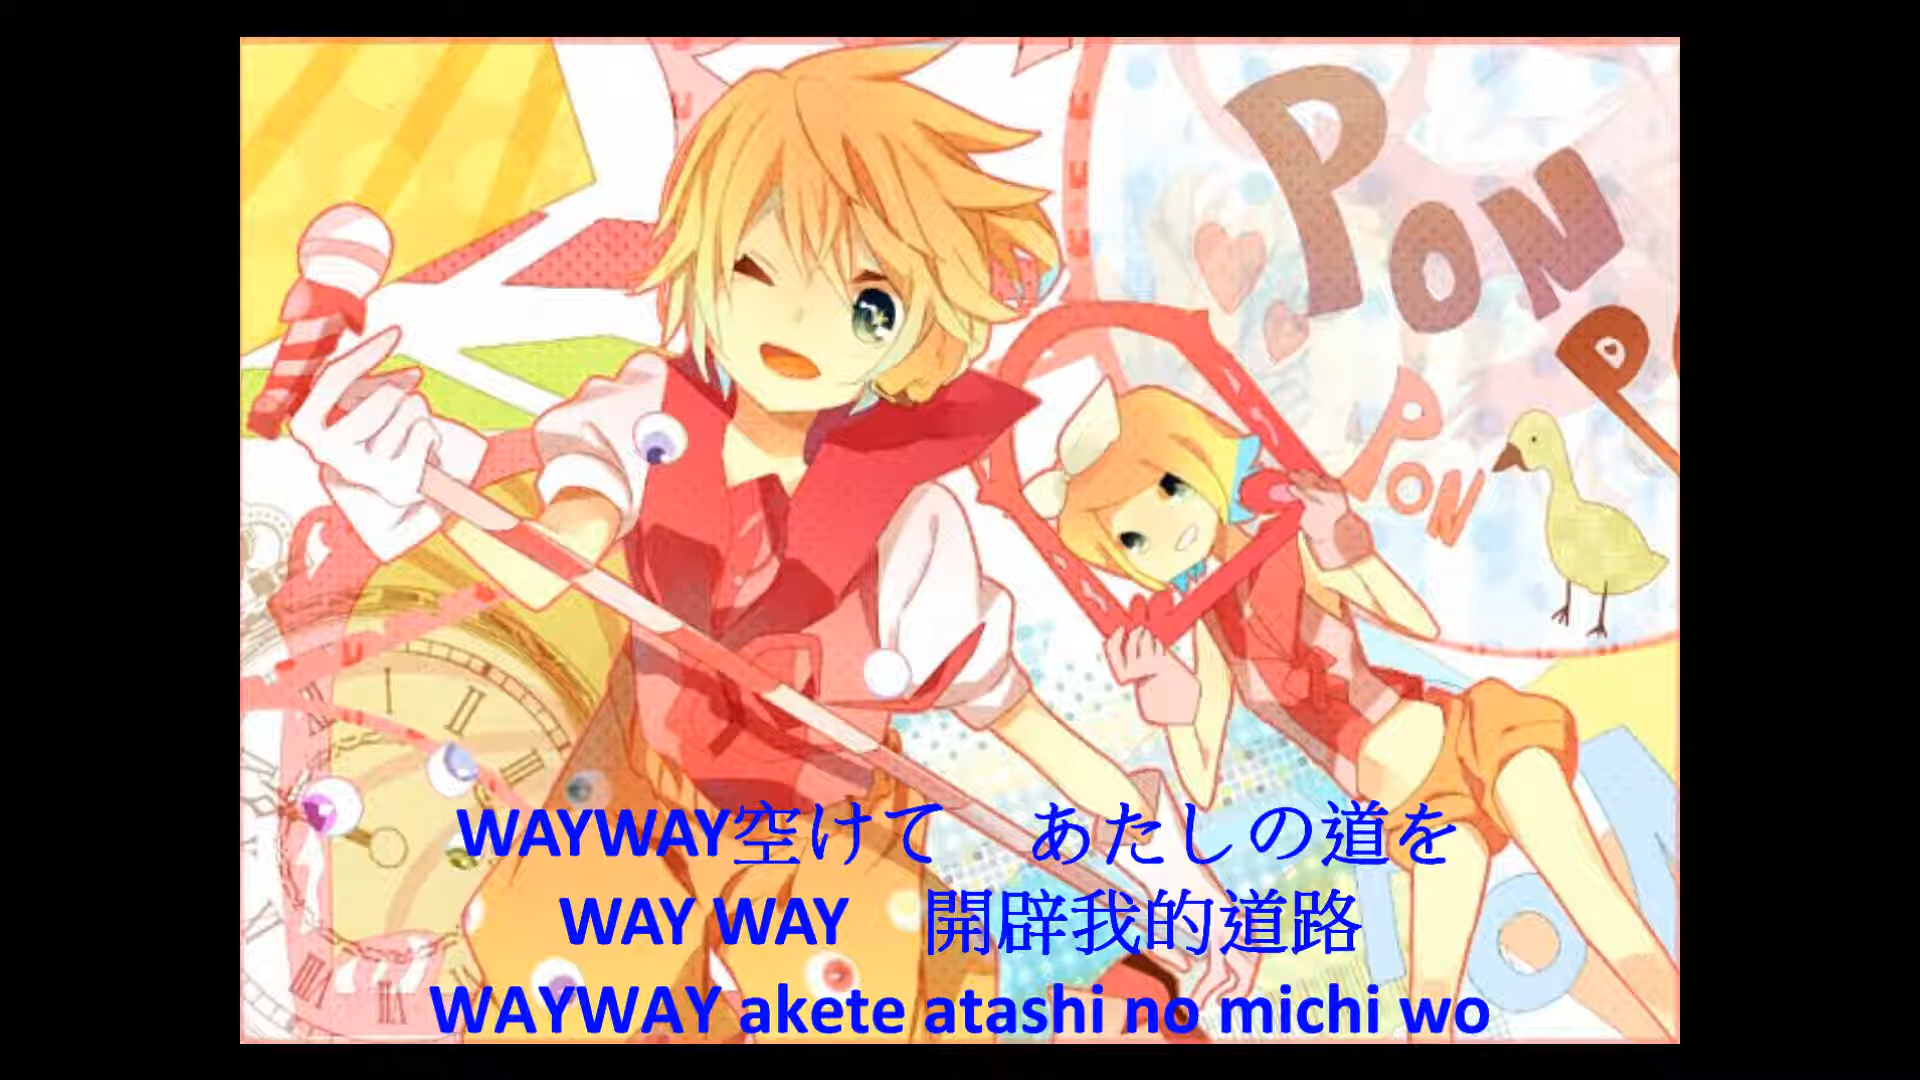 PON
P
PON
WAYWAY空けて　あたしの道を
WAY WAY　開辟我的道路
WAYWAY akete atashi no michi wo